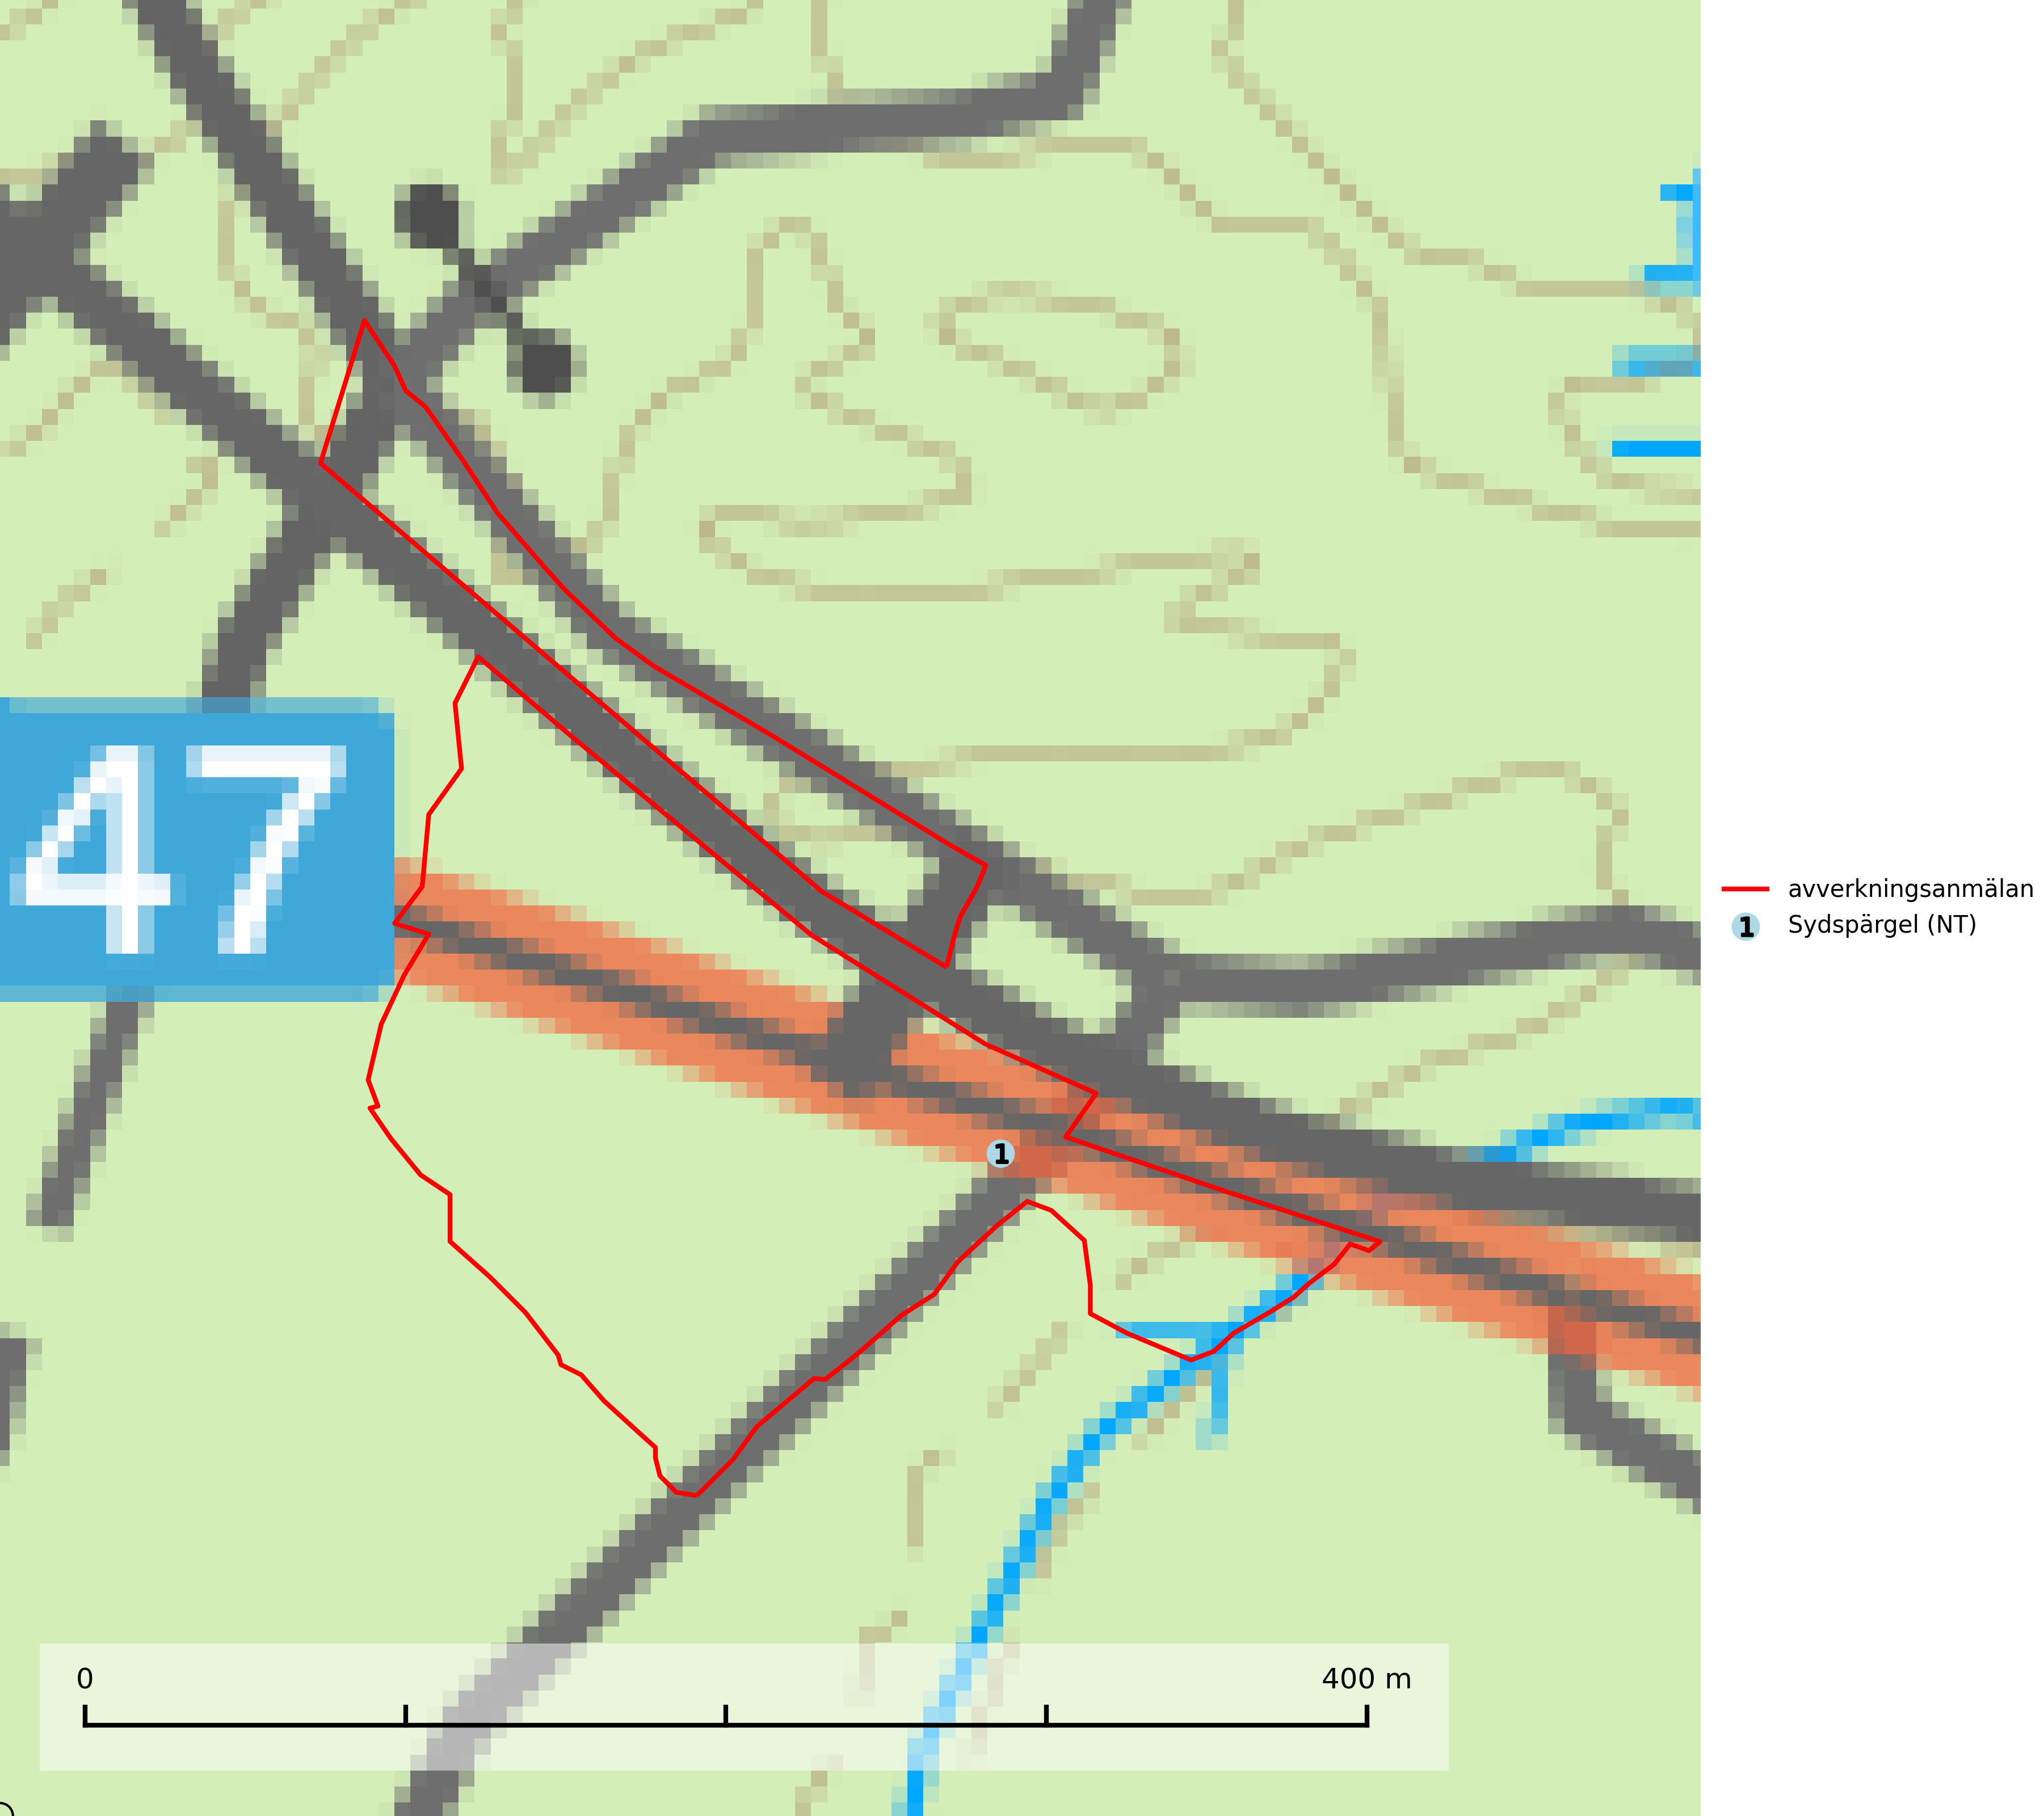 47
avverkningsanmälan
1 Sydspärgel (NT)
1
0 400 m